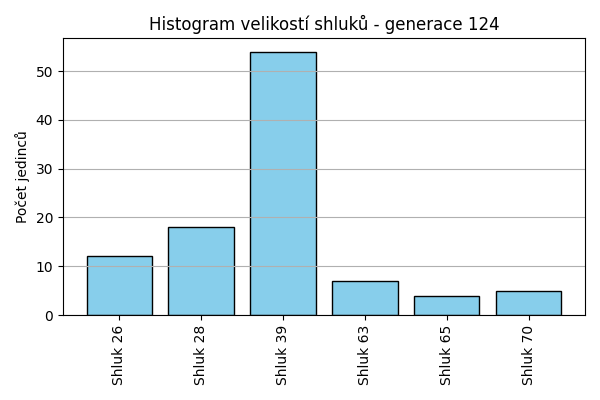 Histogram velikostí shluků - generace 124
Počet jedinců
50
40
30
20
10
0
Shluk 26
Shluk 28
Shluk 39
Shluk 63
Shluk 65
Shluk 70